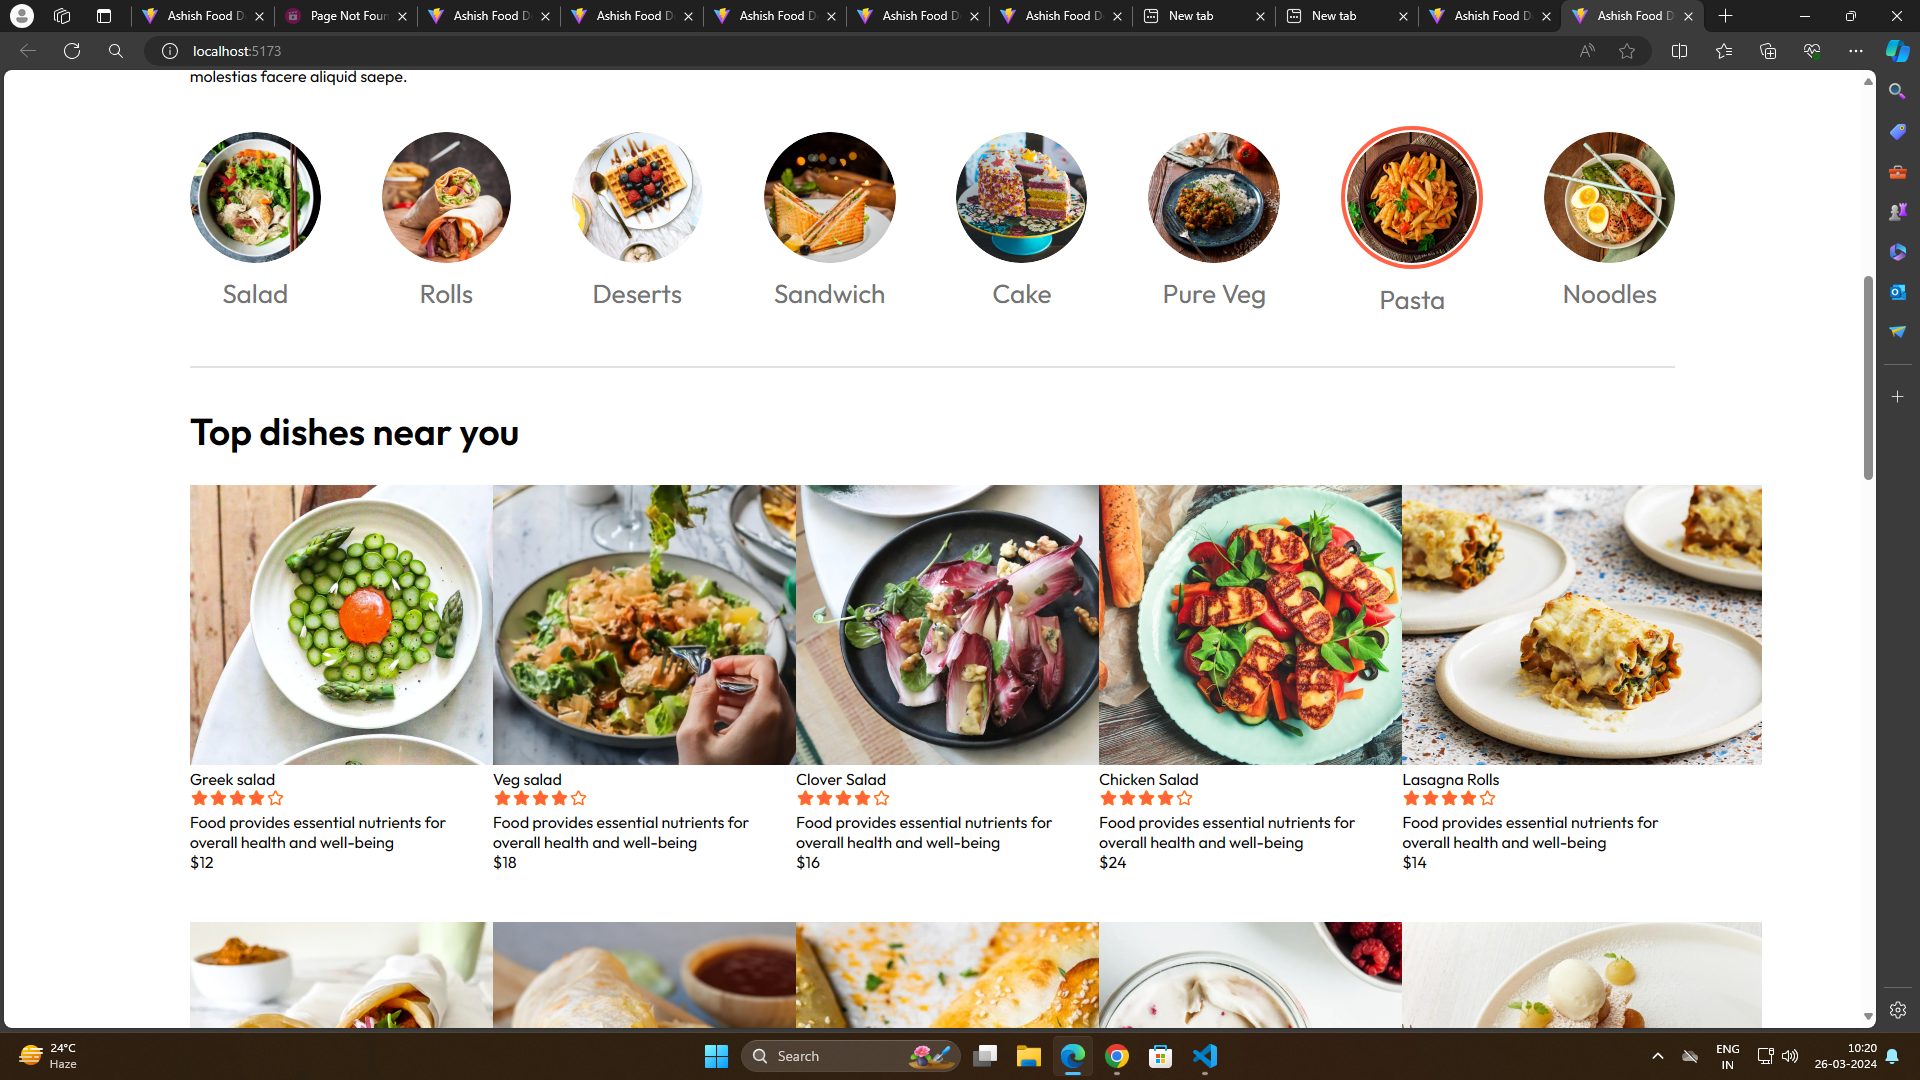 Ashish Food D
Page Not Foun
Ashish Food D
Ashish Food D
Ashish Food D
Ashish Food D
Ashish Food D
New tab
New tab
Ashish Food D
Ashish Food D
localhost:5173
molestias facere aliquid saepe.
Salad
Rolls
Deserts
Sandwich
Cake
Pure Veg
Pasta
Noodles
Top dishes near you
Greek salad
Food provides essential nutrients for
overall health and well-being
$12
Veg salad
Food provides essential nutrients for
overall health and well-being
$18
Clover Salad
Food provides essential nutrients for
overall health and well-being
$16
Chicken Salad
Food provides essential nutrients for
overall health and well-being
$24
Lasagna Rolls
Food provides essential nutrients for
overall health and well-being
$14
24°C
Haze
Search
ENG
IN
10:20
26-03-2024